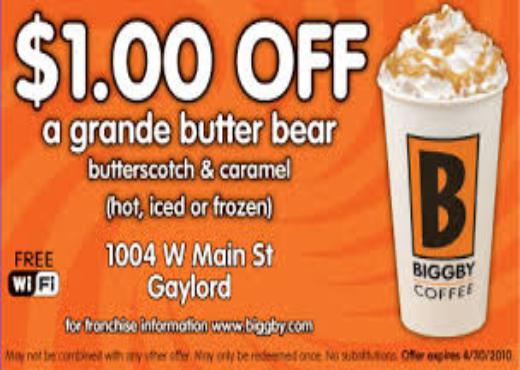 $1.00 OFF
a grande butter bear
butterscotch & caramel
(hot, iced or frozen)
FREE
Wi Fi
1004 W Main St
Gaylord
for franchise information www.biggby.com
B
BIGGBY
COFFEE
May not be combined with any other offer. May only be redeemed once. No substitutions. Offer expires 4/30/2010.